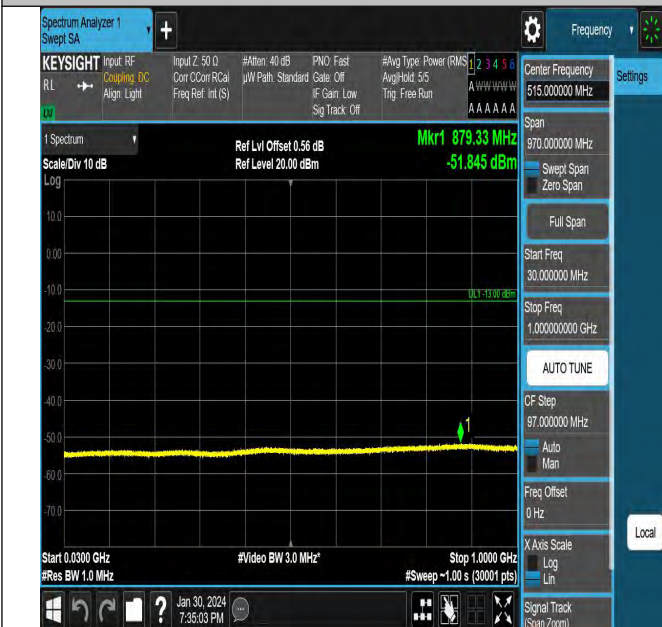 Spectrum Analyzer 1
Swept SA
+
Frequency
KEYSIGHT
Input: RF
Input Z: 50 Ω
#Atten: 40 dB
PNO: Fast
#Avg Type: Power (RMS
1 2 3 4 5 6
RL
Coupling: DC
Corr CCorr RCal
µW Path: Standard
Gate: Off
Avg|Hold: 5/5
A W W W W W
Align: Light
Freq Ref: Int (S)
IF Gain: Low
Trig: Free Run
Sig Track: Off
A A A A A A
1 Spectrum
Scale/Div 10 dB
Ref Lvl Offset 0.56 dB
Ref Level 20.00 dBm
Mkr1 879.33 MHz
-51.845 dBm
Log
10.0
0.00
-10.0
DL1 -13.00 dBm
-20.0
-30.0
-40.0
1
-50.0
-60.0
-70.0
Start 0.0300 GHz
#Video BW 3.0 MHz*
Stop 1.0000 GHz
#Res BW 1.0 MHz
#Sweep ~1.00 s (30001 pts)
?
Jan 30, 2024
7:35:03 PM
Center Frequency
515.000000 MHz
Settings
Span
970.000000 MHz
Swept Span
Zero Span
Full Span
Start Freq
30.000000 MHz
Stop Freq
1.000000000 GHz
AUTO TUNE
CF Step
97.000000 MHz
Auto
Man
Freq Offset
0 Hz
Local
X Axis Scale
Log
Lin
Signal Track
(Span Zoom)